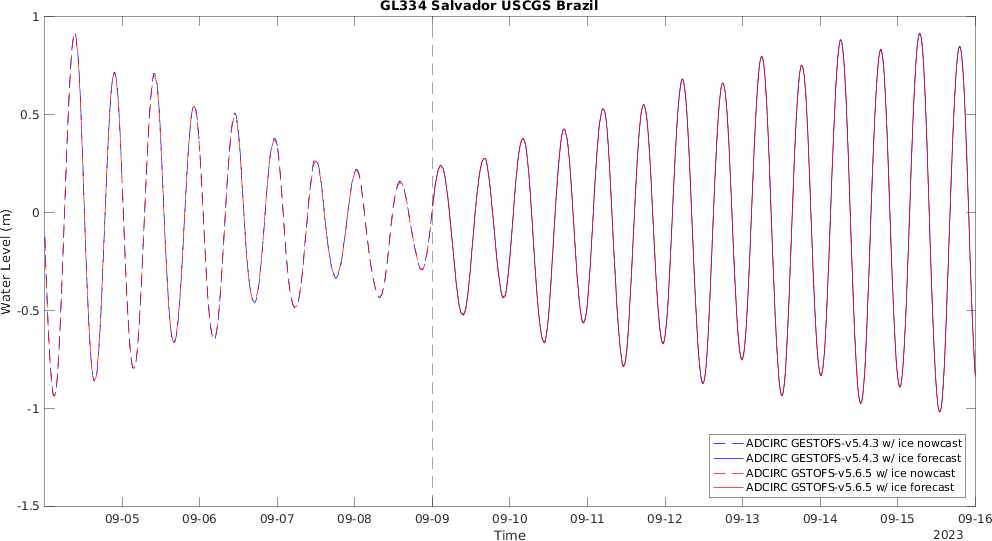 GL334 Salvador USCGS Brazil
1
0.5
0
-0.5
-1
-1.5
Water Level (m)
ADCIRC GESTOFS-v5.4.3 w/ ice nowcast
ADCIRC GESTOFS-v5.4.3 w/ ice forecast
ADCIRC GSTOFS-v5.6.5 w/ ice nowcast
ADCIRC GSTOFS-v5.6.5 w/ ice forecast
09-05 09-06 09-07 09-08 09-09 09-10 09-11 09-12 09-13 09-14 09-15 09-16
Time
2023